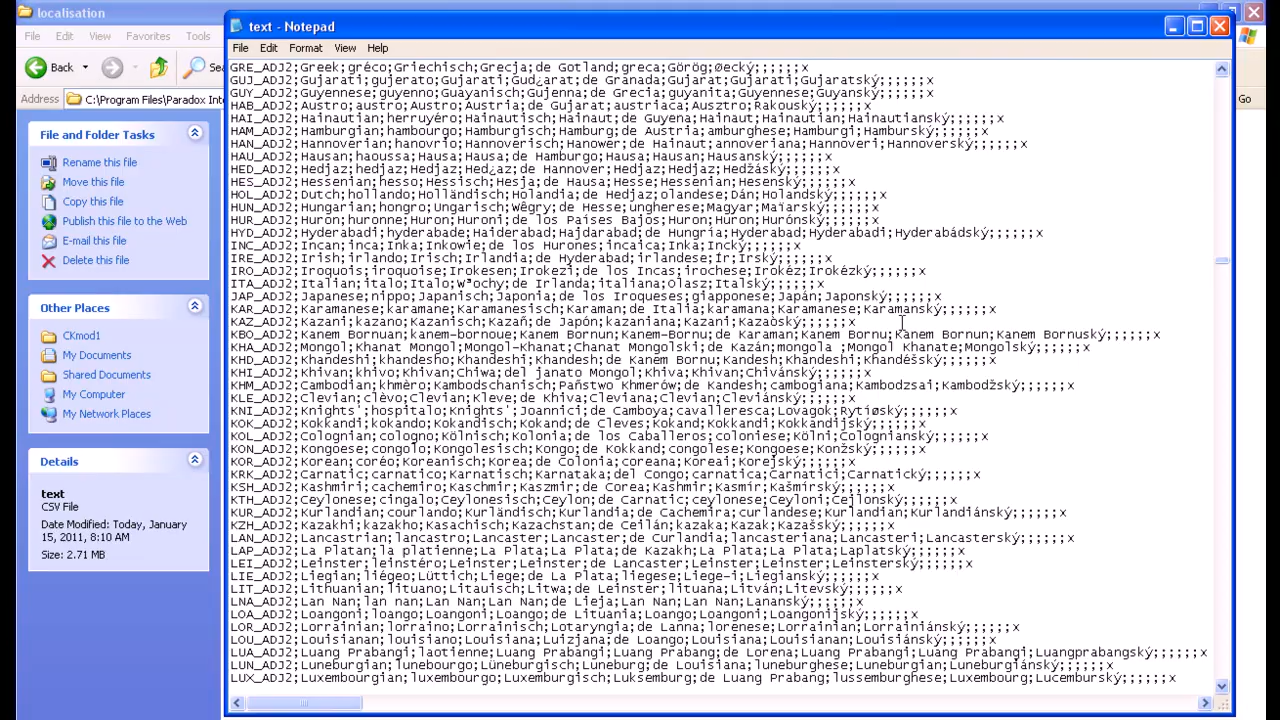 localisation
File Edit View Favorites Tools
Back Sea
Address C:\Program Files\Paradox Int Go
File and Folder Tasks
Rename this file
Move this file
Copy this file
Publish this file to the Web
E-mail this file
Delete this file
Other Places
CKmod1
My Documents
Shared Documents
My Computer
My Network Places
Details
text
CSV File
Date Modified: Today, January 15, 2011, 8:10 AM
Size: 2.71 MB
text - Notepad
File Edit Format View Help
GRE_ADJ2;Greek;gréco;Griechisch;Grecja;de Gotland;greca;Görög;Øecký;;;;;;x
GUJ_ADJ2;Gujarati;gujerato;Gujarati;Gud¿arat;de Granada;Gujarat;Gujarati;Gujaratský;;;;;;x
GUY_ADJ2;Guyennese;guyenno;Guayanisch;Gujenna;de Grecia;guyanita;Guyennese;Guyanský;;;;;;x
HAB_ADJ2;Austro;austro;Austro;Austria;de Gujarat;austriaca;Ausztro;Rakouský;;;;;;x
HAI_ADJ2;Hainautian;herruyéro;Hainautisch;Hainaut;de Guyena;Hainaut;Hainautian;Hainautianský;;;;;;x
HAM_ADJ2;Hamburgian;hambourgo;Hamburgisch;Hamburg;de Austria;amburghese;Hamburgi;Hamburský;;;;;;x
HAN_ADJ2;Hannoverian;hanovrio;Hannoverisch;Hanower;de Hainaut;annoveriana;Hannoveri;Hannoverský;;;;;;x
HAU_ADJ2;Hausan;haoussa;Hausa;Hausa;de Hamburgo;Hausa;Hausan;Hausanský;;;;;;x
HED_ADJ2;Hedjaz;hedjaz;Hedjaz;Hed¿az;de Hannover;Hedjaz;Hedjaz;Hedžáský;;;;;;x
HES_ADJ2;Hessenian;hesso;Hessisch;Hesja;de Hausa;Hesse;Hessenian;Hesenský;;;;;;x
HOL_ADJ2;Dutch;hollando;Holländisch;Holandia;de Hedjaz;olandese;Dán;Holandský;;;;;;x
HUN_ADJ2;Hungarian;hongro;Ungarisch;Wêgry;de Hesse;ungherese;Magyar;Maïarský;;;;;;x
HUR_ADJ2;Huron;huronne;Huron;Huroni;de los Países Bajos;Huron;Huron;Hurónský;;;;;;x
HYD_ADJ2;Hyderabadi;hyderabade;Haiderabad;Hajdarabad;de Hungría;Hyderabad;Hyderabadi;Hyderabádský;;;;;;x
INC_ADJ2;Incan;inca;Inka;Inkowie;de los Hurones;incaica;Inka;Incký;;;;;;x
IRE_ADJ2;Irish;irlando;Irisch;Irlandia;de Hyderabad;irlandese;Ír;Irský;;;;;;x
IRO_ADJ2;Iroquois;iroquoise;Irokesen;Irokezi;de los Incas;irochese;Irokéz;Irokézký;;;;;;x
ITA_ADJ2;Italian;italo;Italo;W³ochy;de Irlanda;italiana;Olasz;Italský;;;;;;x
JAP_ADJ2;Japanese;nippo;Japanisch;Japonia;de los Iroqueses;giapponese;Japán;Japonský;;;;;;x
KAR_ADJ2;Karamanese;karamane;Karamanesisch;Karaman;de Italia;karamana;Karamanese;Karamanský;;;;;;x
KAZ_ADJ2;Kazani;kazano;Kazanisch;Kazañ;de Japón;kazaniana;Kazani;Kazaòský;;;;;;x
KBO_ADJ2;Kanem Bornuan;kanem-bornoue;Kanem Bornun;Kanem-Bornu;de Karaman;Kanem Bornu;Kanem Bornun;Kanem Bornuský;;;;;;x
KHA_ADJ2;Mongol;Khanat Mongol;Mongol-Khanat;Chanat Mongolski;de Kazán;mongola ;Mongol Khanate;Mongolský;;;;;;x
KHD_ADJ2;Khandeshi;khandesho;Khandesh;Khandesh;de Kanem Bornu;Khandesh;Khandeshi;Khandéšský;;;;;;x
KHI_ADJ2;Khivan;khivo;Khivan;Chiwa;del janato Mongol;Khiva;Khivan;Chivánský;;;;;;x
KHM_ADJ2;Cambodian;khmèro;Kambodschanisch;Pañstwo Khmerów;de Kandesh;cambogiana;Kambodzsai;Kambodžský;;;;;;x
KLE_ADJ2;Clevian;clèvo;Clevian;Kleve;de Khiva;Cleviana;Clevian;Cleviánský;;;;;;x
KNI_ADJ2;Knights';hospitalo;Knights';Joannici;de Camboya;cavalleresca;Lovagok;Rytíøský;;;;;;x
KOK_ADJ2;Kokkandi;kokando;Kokandisch;Kokand;de Cleves;Kokand;Kokkandi;Kokkandijský;;;;;;x
KOL_ADJ2;Colognian;cologno;Kölnisch;Kolonia;de los Caballeros;coloniese;Kölni;Colognianský;;;;;;x
KON_ADJ2;Kongoese;congolo;Kongolesisch;Kongo;de Kokkand;congolese;Kongoese;Konžský;;;;;;x
KOR_ADJ2;Korean;coréo;Koreanisch;Korea;de Colonia;coreana;Koreai;Korejský;;;;;;x
KRK_ADJ2;Carnatic;carnatico;Karnatisch;Karnataka;del Congo;carnatica;Carnatici;Carnatický;;;;;;x
KSH_ADJ2;Kashmiri;cachemiro;Kaschmir;Kaszmir;de Corea;Kashmir;Kasmír;Kašmírský;;;;;;x
KTH_ADJ2;Ceylonese;cingalo;Ceylonesisch;Ceylon;de Carnatic;ceylonese;Ceyloni;Cejlonský;;;;;;x
KUR_ADJ2;Kurlandian;courlando;Kurländisch;Kurlandia;de Cachemira;curlandese;Kurlandian;Kurlandiánský;;;;;;x
KZH_ADJ2;Kazakhi;kazakho;Kasachisch;Kazachstan;de Ceilán;kazaka;Kazak;Kazašský;;;;;;x
LAN_ADJ2;Lancastrian;lancastro;Lancaster;Lancaster;de Curlandia;lancasteriana;Lancasteri;Lancasterský;;;;;;x
LAP_ADJ2;La Platan;la platienne;La Plata;La Plata;de Kazakh;La Plata;La Plata;Laplatský;;;;;;x
LEI_ADJ2;Leinster;leinstéro;Leinster;Leinster;de Lancaster;Leinster;Leinster;Leinsterský;;;;;;x
LIE_ADJ2;Liegian;liégeo;Lüttich;Liege;de La Plata;liegese;Liege-i;Liegianský;;;;;;x
LIT_ADJ2;Lithuanian;lituano;Litauisch;Litwa;de Leinster;lituana;Litván;Litevský;;;;;;x
LNA_ADJ2;Lan Nan;lan nan;Lan Nan;Lan Nan;de Lieja;Lan Nan;Lan Nan;Lananský;;;;;;x
LOA_ADJ2;Loangoni;loango;Loangoni;Loango;de Lituania;Loango;Loangoni;Loangonijský;;;;;;x
LOR_ADJ2;Lorrainian;lorraino;Lorrainian;Lotaryngia;de Lanna;lorenese;Lorrainian;Lorrainiánský;;;;;;x
LOU_ADJ2;Louisianan;louisiano;Louisiana;Luizjana;de Loango;Louisiana;Louisianan;Louisiánský;;;;;;x
LUA_ADJ2;Luang Prabangi;laotienne;Luang Prabangi;Luang Prabang;de Lorena;Luang Prabangi;Luang Prabangi;Luangprabangský;;;;;;x
LUN_ADJ2;Luneburgian;lunebourgo;Lüneburgisch;Luneburg;de Louisiana;luneburghese;Luneburgian;Luneburgiánský;;;;;;x
LUX_ADJ2;Luxembourgian;luxembourgo;Luxemburgisch;Luksemburg;de Luang Prabang;lussemburghese;Luxembourg;Lucemburský;;;;;;x